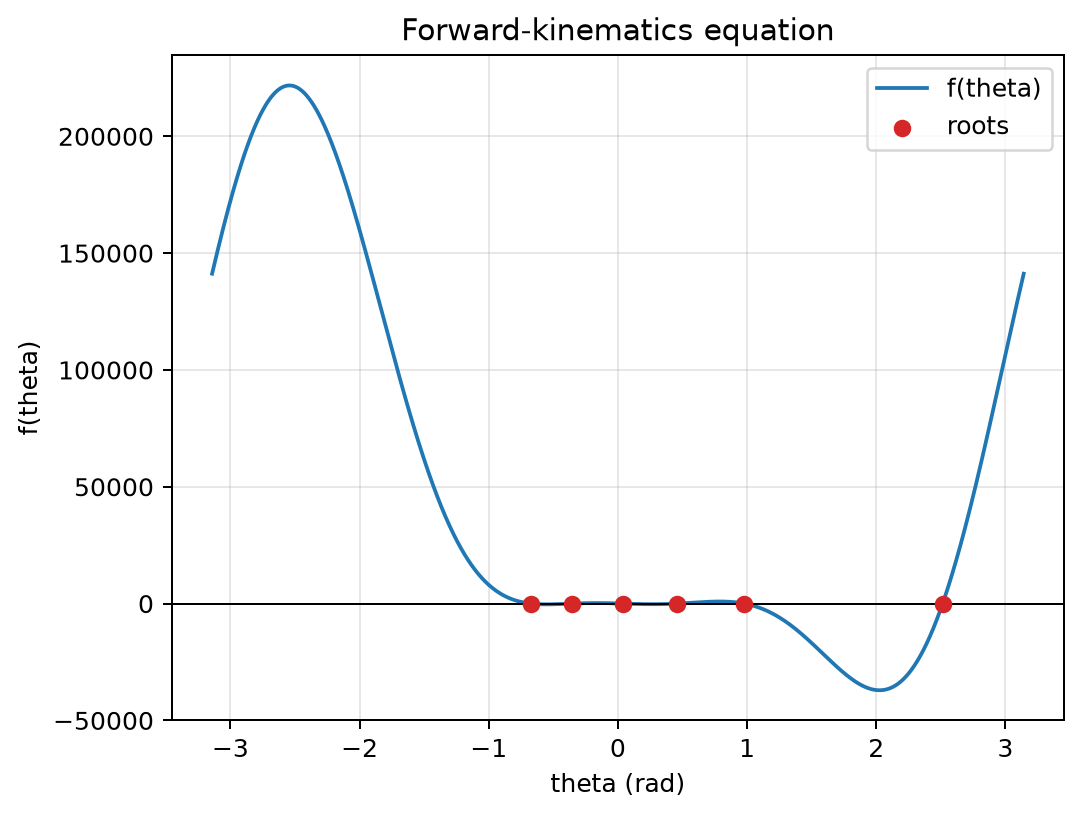 Forward-kinematics equation
f(theta)
roots
200000
150000
100000
50000
0
−50000
f(theta)
−3 −2 −1 0 1 2 3
theta (rad)